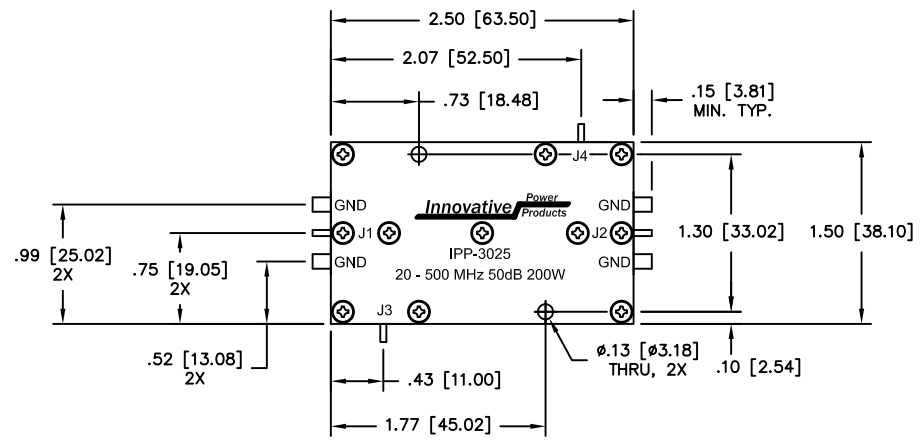 2.50 [63.50]
2.07 [52.50]
.73 [18.48]
.15 [3.81]
MIN. TYP.
J4
GND
GND
Innovative Power Products
J1
J2
.99 [25.02]
2X
.75 [19.05]
2X
1.30 [33.02]
1.50 [38.10]
IPP-3025
GND
GND
20 - 500 MHz 50dB 200W
J3
.52 [13.08]
2X
ø.13 [ø3.18]
THRU, 2X
.10 [2.54]
.43 [11.00]
1.77 [45.02]